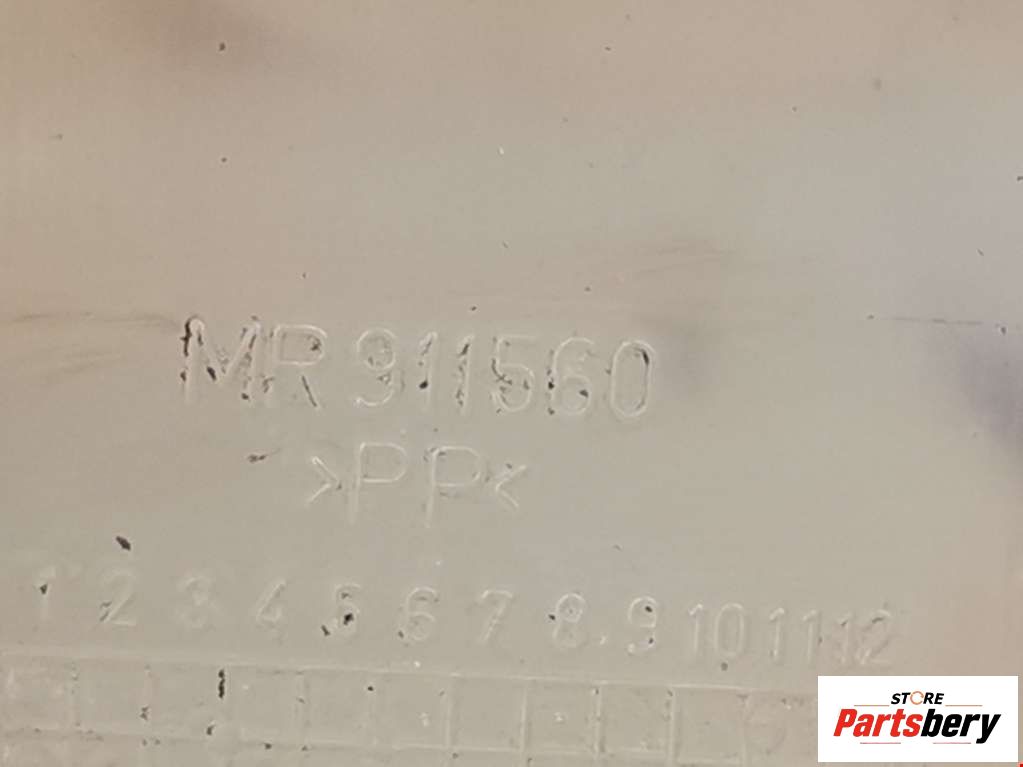 MR 911560
>PP<
1 2 3 4 5 6 7 8 9 10 11 12
STORE
Partsbery